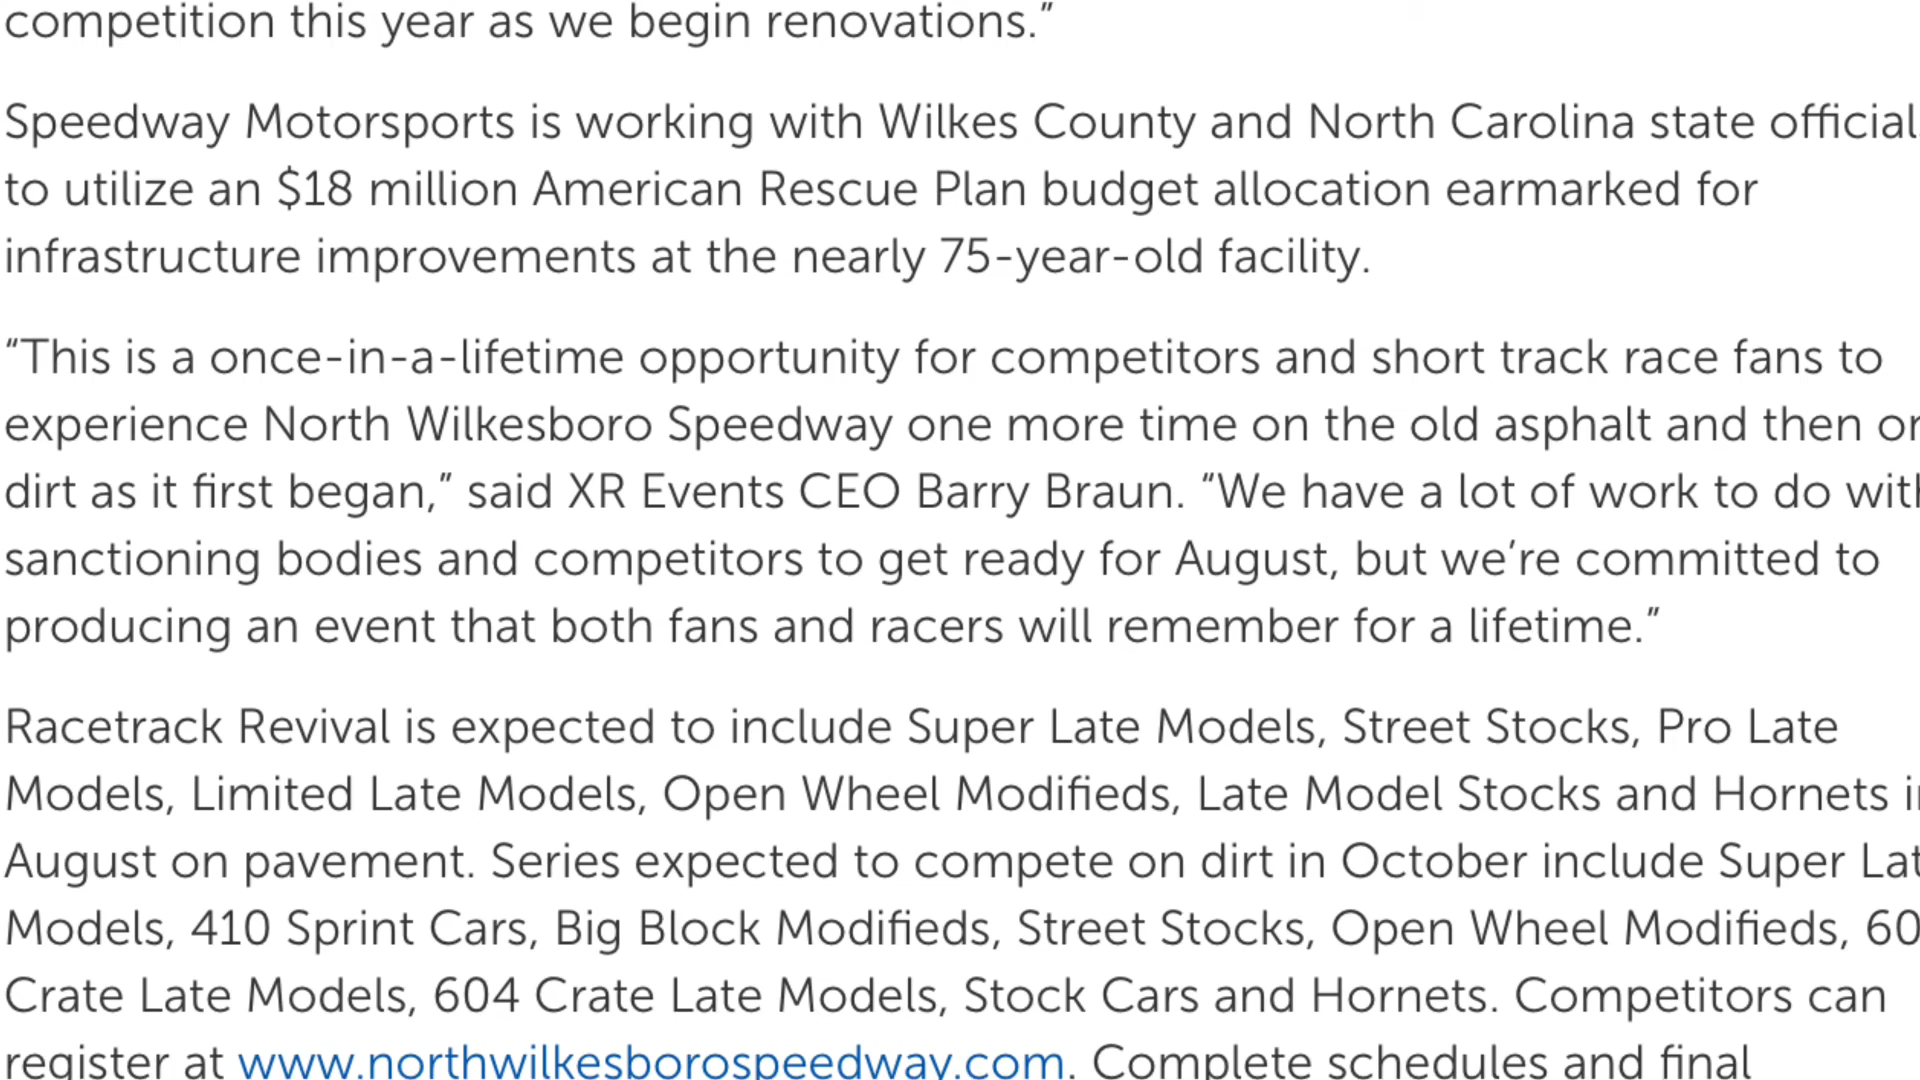 competition this year as we begin renovations.”
Speedway Motorsports is working with Wilkes County and North Carolina state official
to utilize an $18 million American Rescue Plan budget allocation earmarked for
infrastructure improvements at the nearly 75-year-old facility.
“This is a once-in-a-lifetime opportunity for competitors and short track race fans to
experience North Wilkesboro Speedway one more time on the old asphalt and then
dirt as it first began,” said XR Events CEO Barry Braun. “We have a lot of work to do
sanctioning bodies and competitors to get ready for August, but we’re committed to
producing an event that both fans and racers will remember for a lifetime.”
Racetrack Revival is expected to include Super Late Models, Street Stocks, Pro Late
Models, Limited Late Models, Open Wheel Modifieds, Late Model Stocks and Hornets
August on pavement. Series expected to compete on dirt in October include Super
Models, 410 Sprint Cars, Big Block Modifieds, Street Stocks, Open Wheel Modifieds, 60
Crate Late Models, 604 Crate Late Models, Stock Cars and Hornets. Competitors can
register at www.northwilkesborospeedway.com. Complete schedules and final